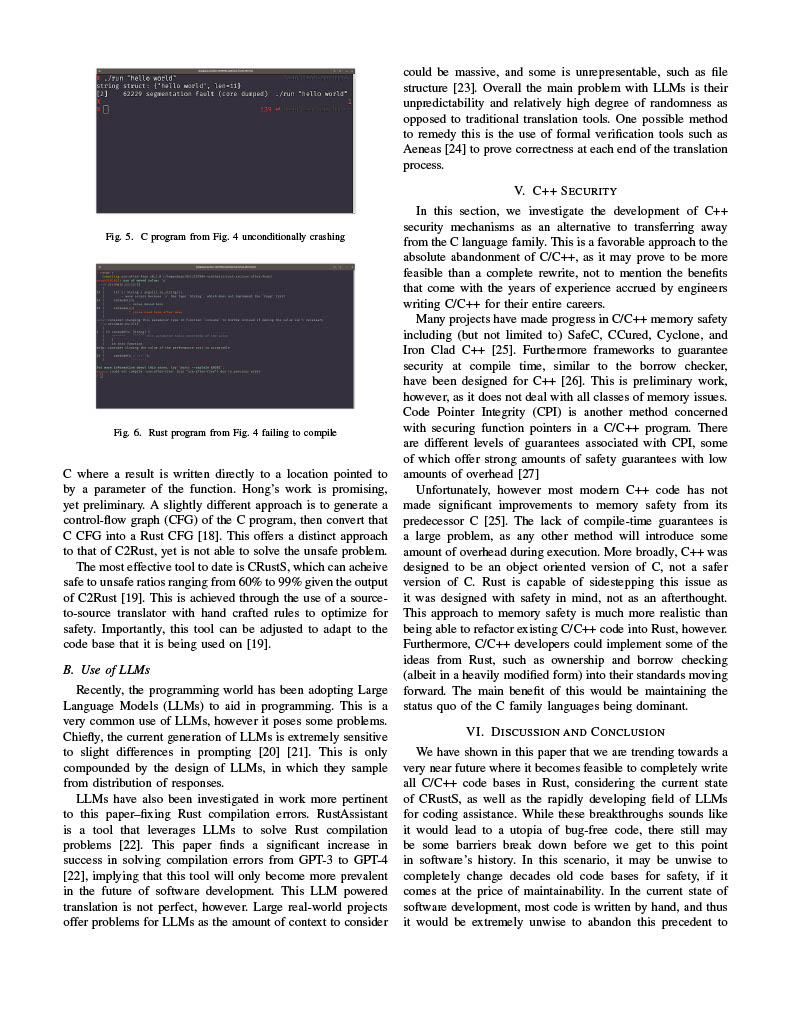 ./run "hello world"
string struct: {"hello world", len=11}
[2] 62229 segmentation fault (core dumped) ./run "hello world"
139
Fig. 5. C program from Fig. 4 unconditionally crashing
Fig. 6. Rust program from Fig. 4 failing to compile
C where a result is written directly to a location pointed to
by a parameter of the function. Hong's work is promising,
yet preliminary. A slightly different approach is to generate a
control-flow graph (CFG) of the C program, then convert that
C CFG into a Rust CFG [18]. This offers a distinct approach
to that of C2Rust, yet is not able to solve the unsafe problem.
The most effective tool to date is CRustS, which can acheive
safe to unsafe ratios ranging from 60% to 99% given the output
of C2Rust [19]. This is achieved through the use of a source-
to-source translator with hand crafted rules to optimize for
safety. Importantly, this tool can be adjusted to adapt to the
code base that it is being used on [19].
B. Use of LLMs
Recently, the programming world has been adopting Large
Language Models (LLMs) to aid in programming. This is a
very common use of LLMs, however it poses some problems.
Chiefly, the current generation of LLMs is extremely sensitive
to slight differences in prompting [20] [21]. This is only
compounded by the design of LLMs, in which they sample
from distribution of responses.
LLMs have also been investigated in work more pertinent
to this paper–fixing Rust compilation errors. RustAssistant
is a tool that leverages LLMs to solve Rust compilation
problems [22]. This paper finds a significant increase in
success in solving compilation errors from GPT-3 to GPT-4
[22], implying that this tool will only become more prevalent
in the future of software development. This LLM powered
translation is not perfect, however. Large real-world projects
offer problems for LLMs as the amount of context to consider
could be massive, and some is unrepresentable, such as file
structure [23]. Overall the main problem with LLMs is their
unpredictability and relatively high degree of randomness as
opposed to traditional translation tools. One possible method
to remedy this is the use of formal verification tools such as
Aeneas [24] to prove correctness at each end of the translation
process.
V. C++ SECURITY
In this section, we investigate the development of C++
security mechanisms as an alternative to transferring away
from the C language family. This is a favorable approach to the
absolute abandonment of C/C++, as it may prove to be more
feasible than a complete rewrite, not to mention the benefits
that come with the years of experience accrued by engineers
writing C/C++ for their entire careers.
Many projects have made progress in C/C++ memory safety
including (but not limited to) SafeC, CCured, Cyclone, and
Iron Clad C++ [25]. Furthermore frameworks to guarantee
security at compile time, similar to the borrow checker,
have been designed for C++ [26]. This is preliminary work,
however, as it does not deal with all classes of memory issues.
Code Pointer Integrity (CPI) is another method concerned
with securing function pointers in a C/C++ program. There
are different levels of guarantees associated with CPI, some
of which offer strong amounts of safety guarantees with low
amounts of overhead [27]
Unfortunately, however most modern C++ code has not
made significant improvements to memory safety from its
predecessor C [25]. The lack of compile-time guarantees is
a large problem, as any other method will introduce some
amount of overhead during execution. More broadly, C++ was
designed to be an object oriented version of C, not a safer
version of C. Rust is capable of sidestepping this issue as
it was designed with safety in mind, not as an afterthought.
This approach to memory safety is much more realistic than
being able to refactor existing C/C++ code into Rust, however.
Furthermore, C/C++ developers could implement some of the
ideas from Rust, such as ownership and borrow checking
(albeit in a heavily modified form) into their standards moving
forward. The main benefit of this would be maintaining the
status quo of the C family languages being dominant.
VI. DISCUSSION AND CONCLUSION
We have shown in this paper that we are trending towards a
very near future where it becomes feasible to completely write
all C/C++ code bases in Rust, considering the current state
of CRustS, as well as the rapidly developing field of LLMs
for coding assistance. While these breakthroughs sounds like
it would lead to a utopia of bug-free code, there still may
be some barriers break down before we get to this point
in software's history. In this scenario, it may be unwise to
completely change decades old code bases for safety, if it
comes at the price of maintainability. In the current state of
software development, most code is written by hand, and thus
it would be extremely unwise to abandon this precedent to